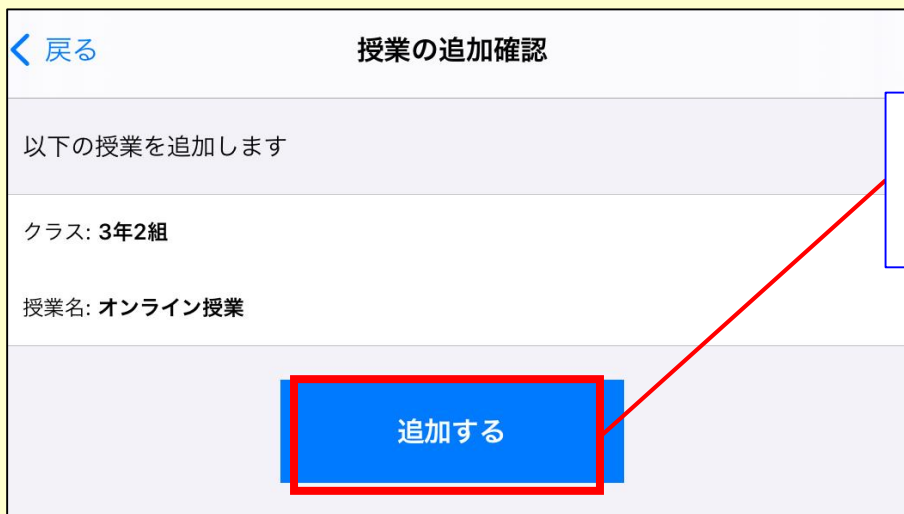 戻る
授業の追加確認
以下の授業を追加します
クラス: 3年2組
授業名: オンライン授業
追加する